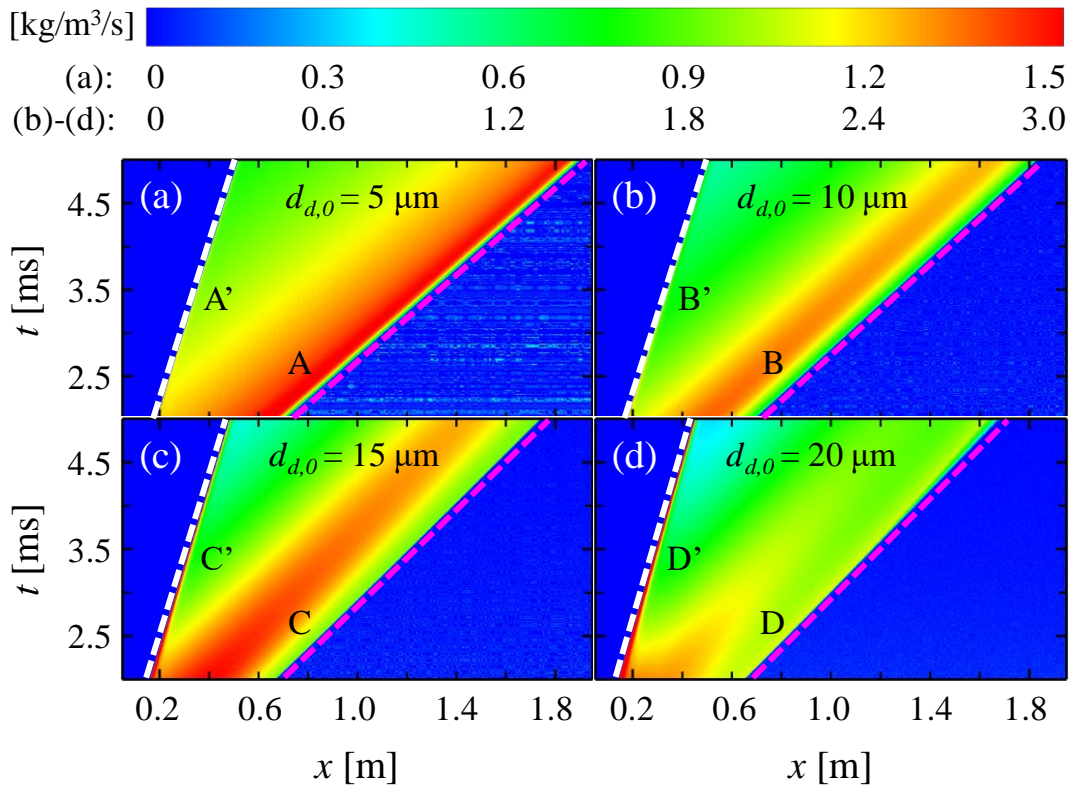 [kg/m³/s]
(a): 0 0.3 0.6 0.9 1.2 1.5
(b)-(d): 0 0.6 1.2 1.8 2.4 3.0
(a) d_{d,0} = 5 μm
(b) d_{d,0} = 10 μm
4.5
3.5
2.5
t [ms]
A’
A
B’
B
(c) d_{d,0} = 15 μm
(d) d_{d,0} = 20 μm
4.5
3.5
2.5
t [ms]
C’
C
D’
D
0.2 0.6 1.0 1.4 1.8
0.2 0.6 1.0 1.4 1.8
x [m]
x [m]